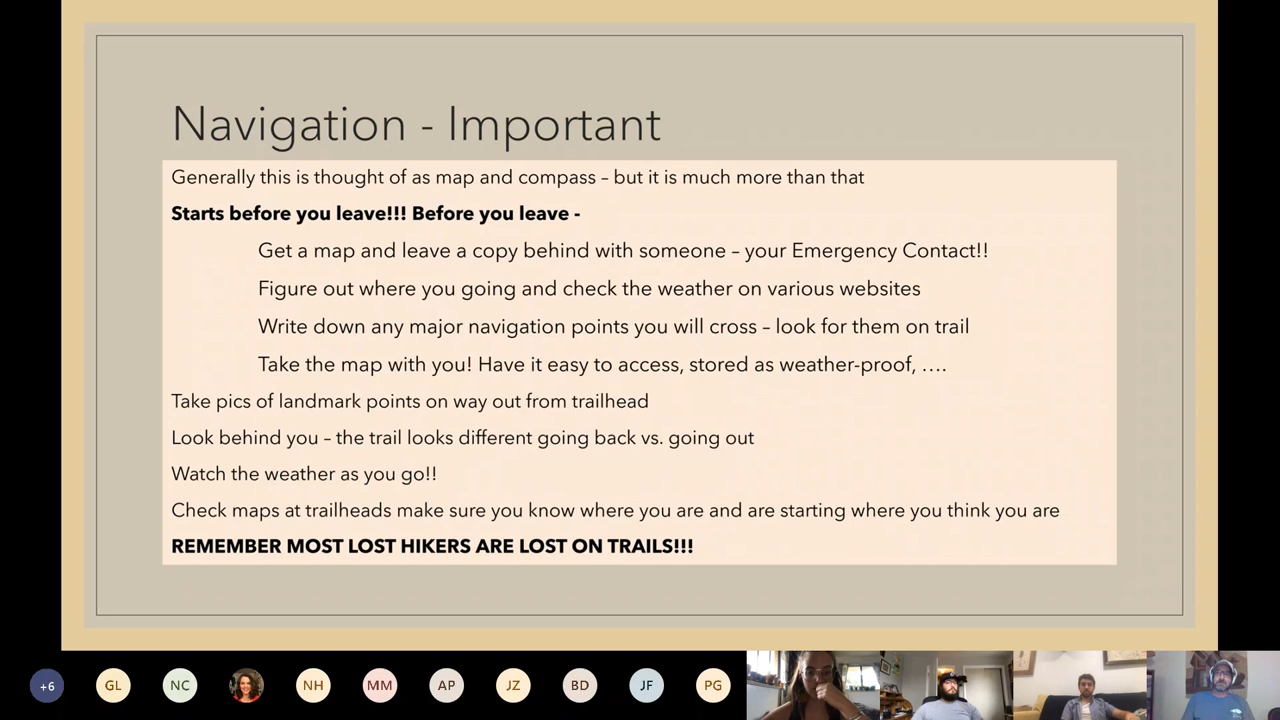 Navigation - Important
Generally this is thought of as map and compass – but it is much more than that
Starts before you leave!!! Before you leave -
Get a map and leave a copy behind with someone – your Emergency Contact!!
Figure out where you going and check the weather on various websites
Write down any major navigation points you will cross – look for them on trail
Take the map with you! Have it easy to access, stored as weather-proof, ….
Take pics of landmark points on way out from trailhead
Look behind you – the trail looks different going back vs. going out
Watch the weather as you go!!
Check maps at trailheads make sure you know where you are and are starting where you think you are
REMEMBER MOST LOST HIKERS ARE LOST ON TRAILS!!!
+6 GL NC NH MM AP JZ BD JF PG